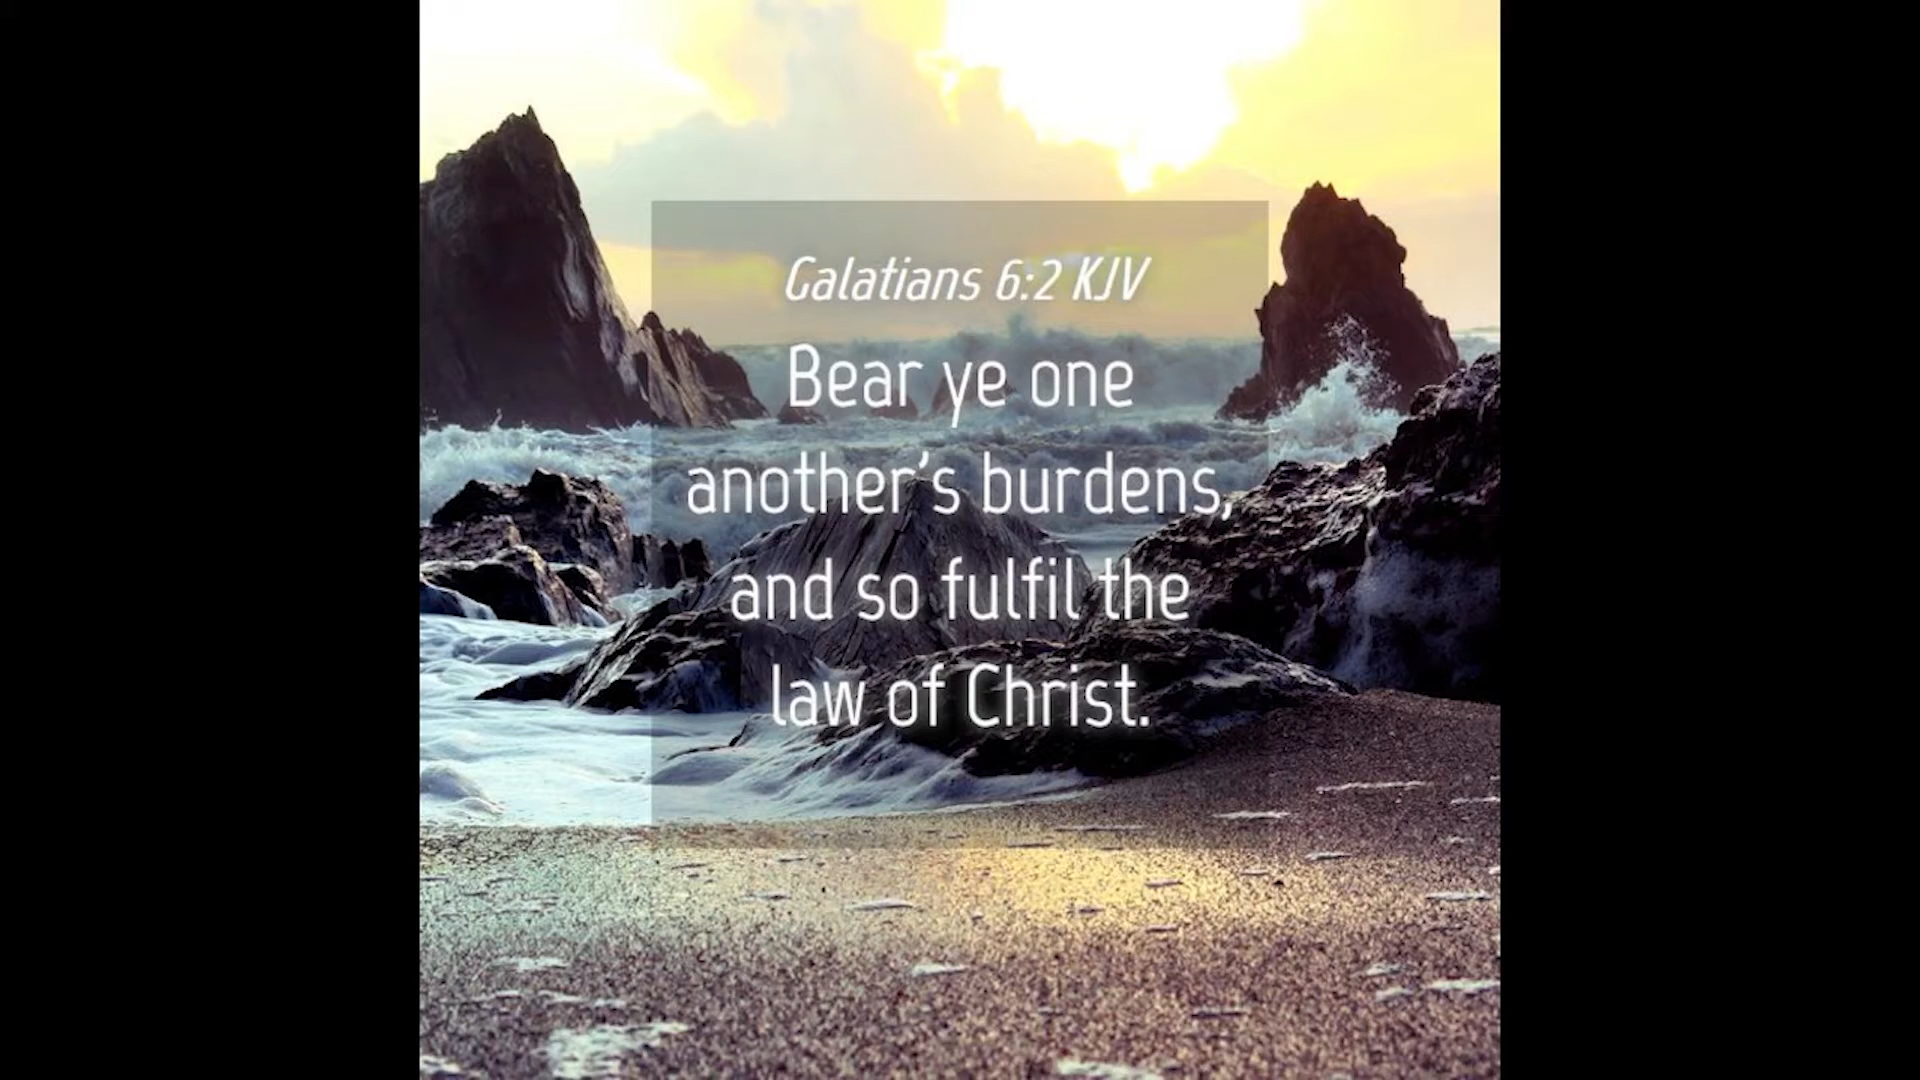 Galatians 6:2 KJV
Bear ye one
another's burdens,
and so fulfil the
law of Christ.